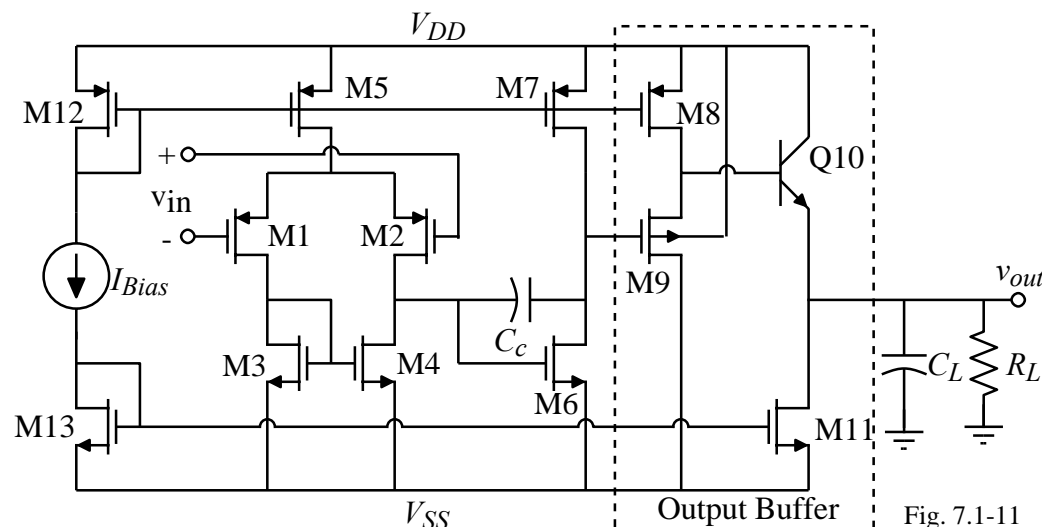 V_DD
M12
M5
M7
M8
Q10
+
v_in
-
M1
M2
M9
I_Bias
v_out
C_c
M3
M4
M6
C_L
R_L
M13
M11
V_SS
Output Buffer
Fig. 7.1-11